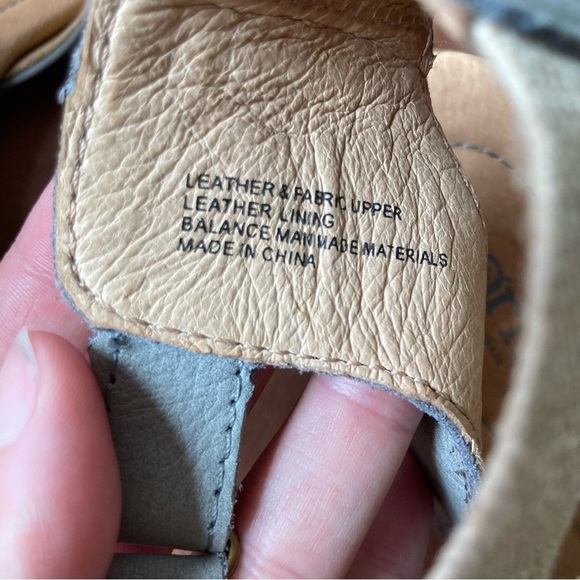 LEATHER & FABRIC UPPER
LEATHER LINING
BALANCE MAN MADE MATERIALS
MADE IN CHINA